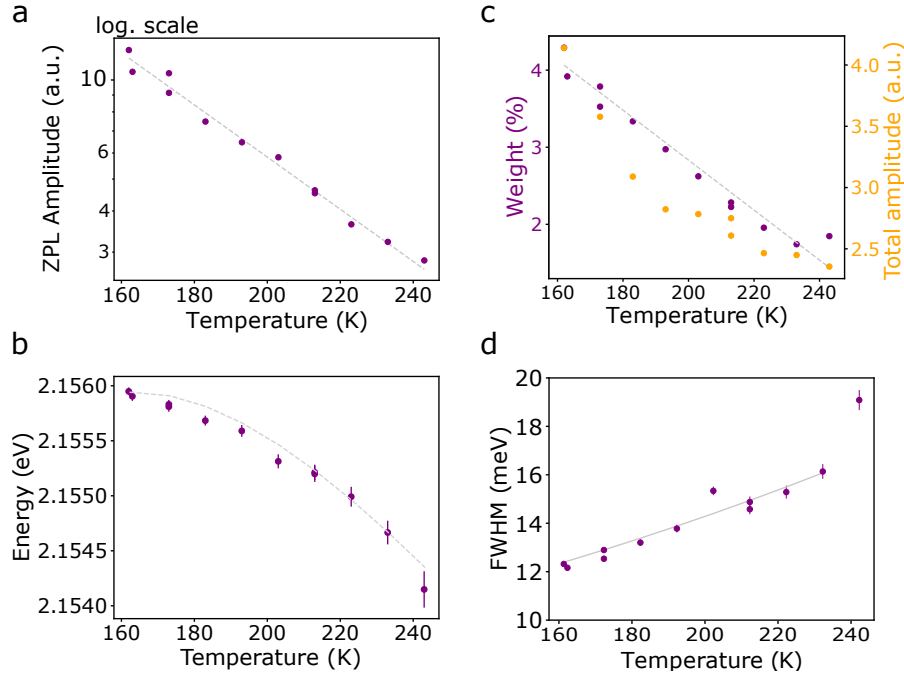 a
log. scale
ZPL Amplitude (a.u.)
10
6
4
3
160 180 200 220 240
Temperature (K)
c
Weight (%)
4
3
2
4.0
3.5
3.0
2.5
Total amplitude (a.u.)
160 180 200 220 240
Temperature (K)
b
Energy (eV)
2.1560
2.1555
2.1550
2.1545
2.1540
160 180 200 220 240
Temperature (K)
d
FWHM (meV)
20
18
16
14
12
10
160 180 200 220 240
Temperature (K)